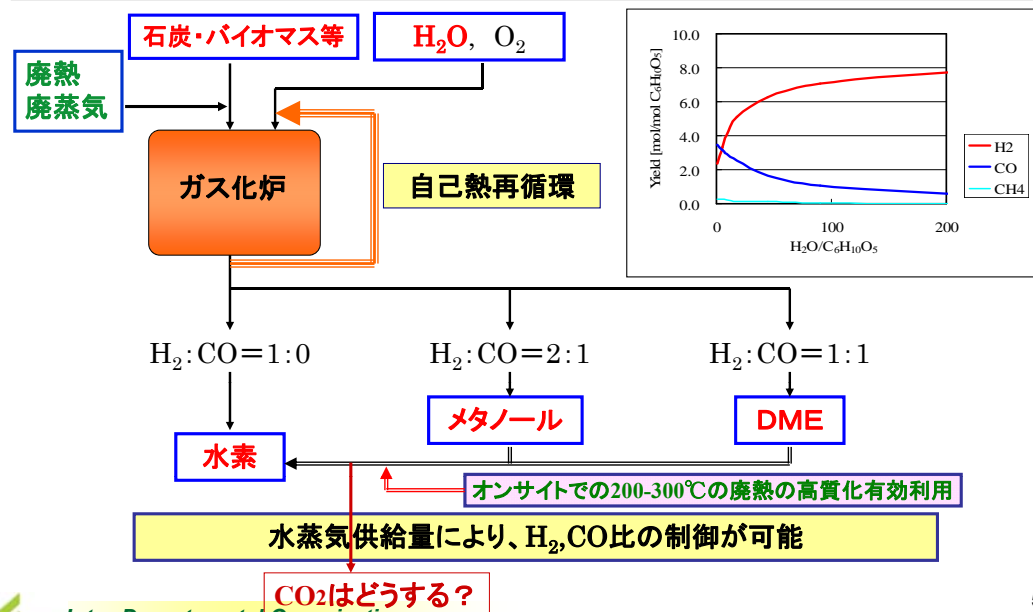 石炭・バイオマス等
H₂O, O₂
廃熱
廃蒸気
ガス化炉
自己熱再循環
10.0
8.0
6.0
4.0
2.0
0.0
Yield [mol/mol C₆H₁₀O₅]
0
100
200
H₂O/C₆H₁₀O₅
H2
CO
CH4
H₂:CO=1:0
H₂:CO=2:1
H₂:CO=1:1
メタノール
DME
水素
オンサイトでの200-300℃の廃熱の高質化有効利用
水蒸気供給量により、H₂,CO比の制御が可能
CO2はどうする?